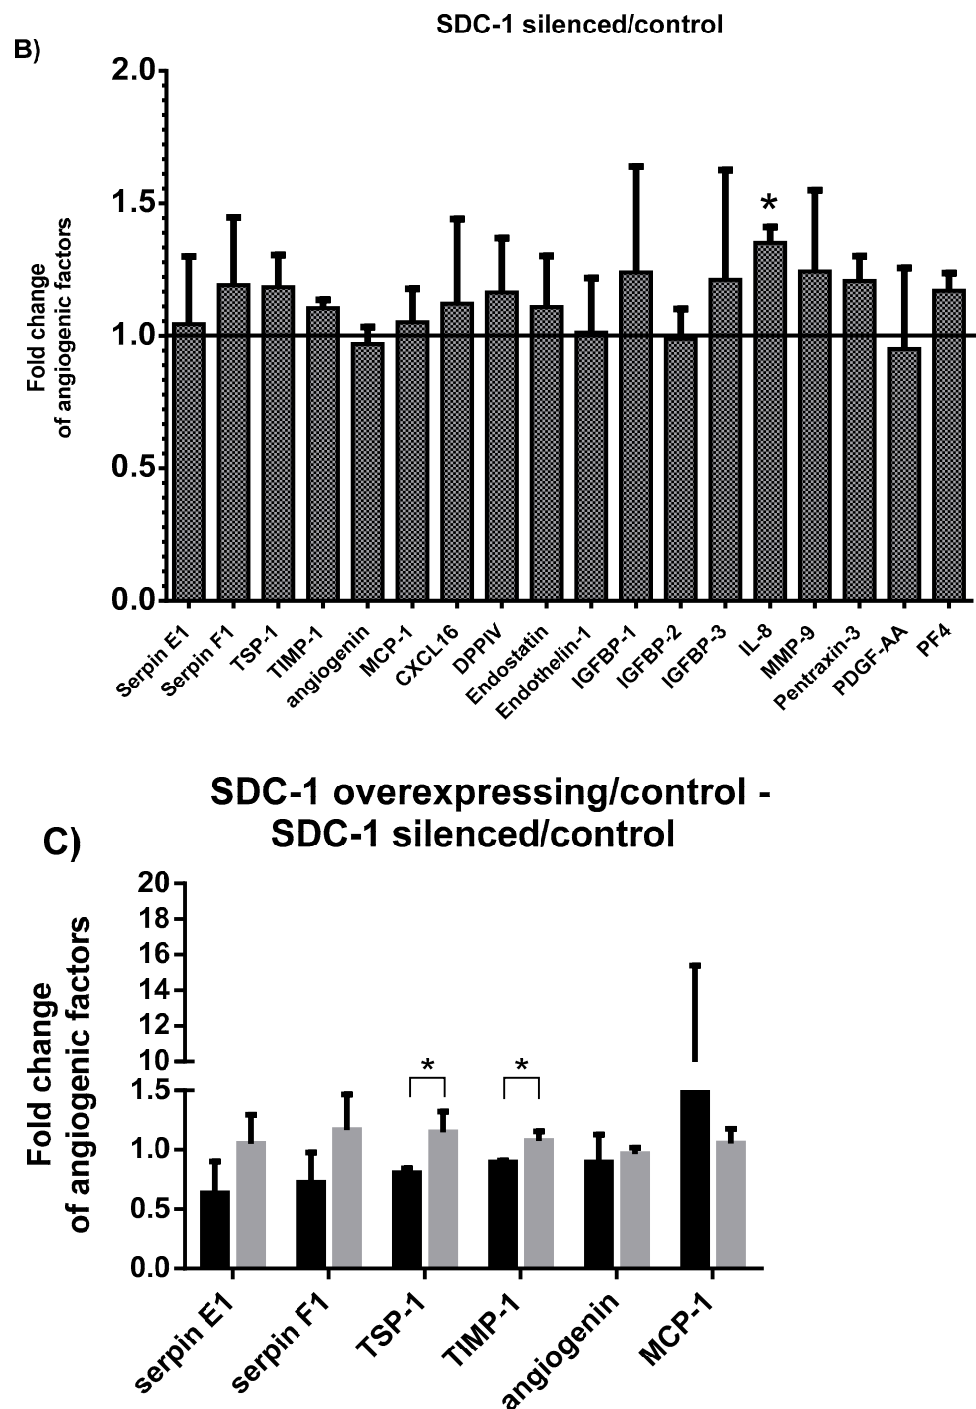 SDC-1 silenced/control
B)
2.0
1.5
1.0
0.5
0.0
Fold change
of angiogenic factors
*
Serpin E1
Serpin F1
TSP-1
TIMP-1
angiogenin
MCP-1
CXCL16
DPPIV
Endostatin
Endothelin-1
IGFBP-1
IGFBP-2
IGFBP-3
IL-8
MMP-9
Pentraxin-3
PDGF-AA
PF4
SDC-1 overexpressing/control -
SDC-1 silenced/control
C)
20
18
16
14
12
10
1.5
1.0
0.5
0.0
Fold change
of angiogenic factors
*
*
serpin E1
serpin F1
TSP-1
TIMP-1
angiogenin
MCP-1